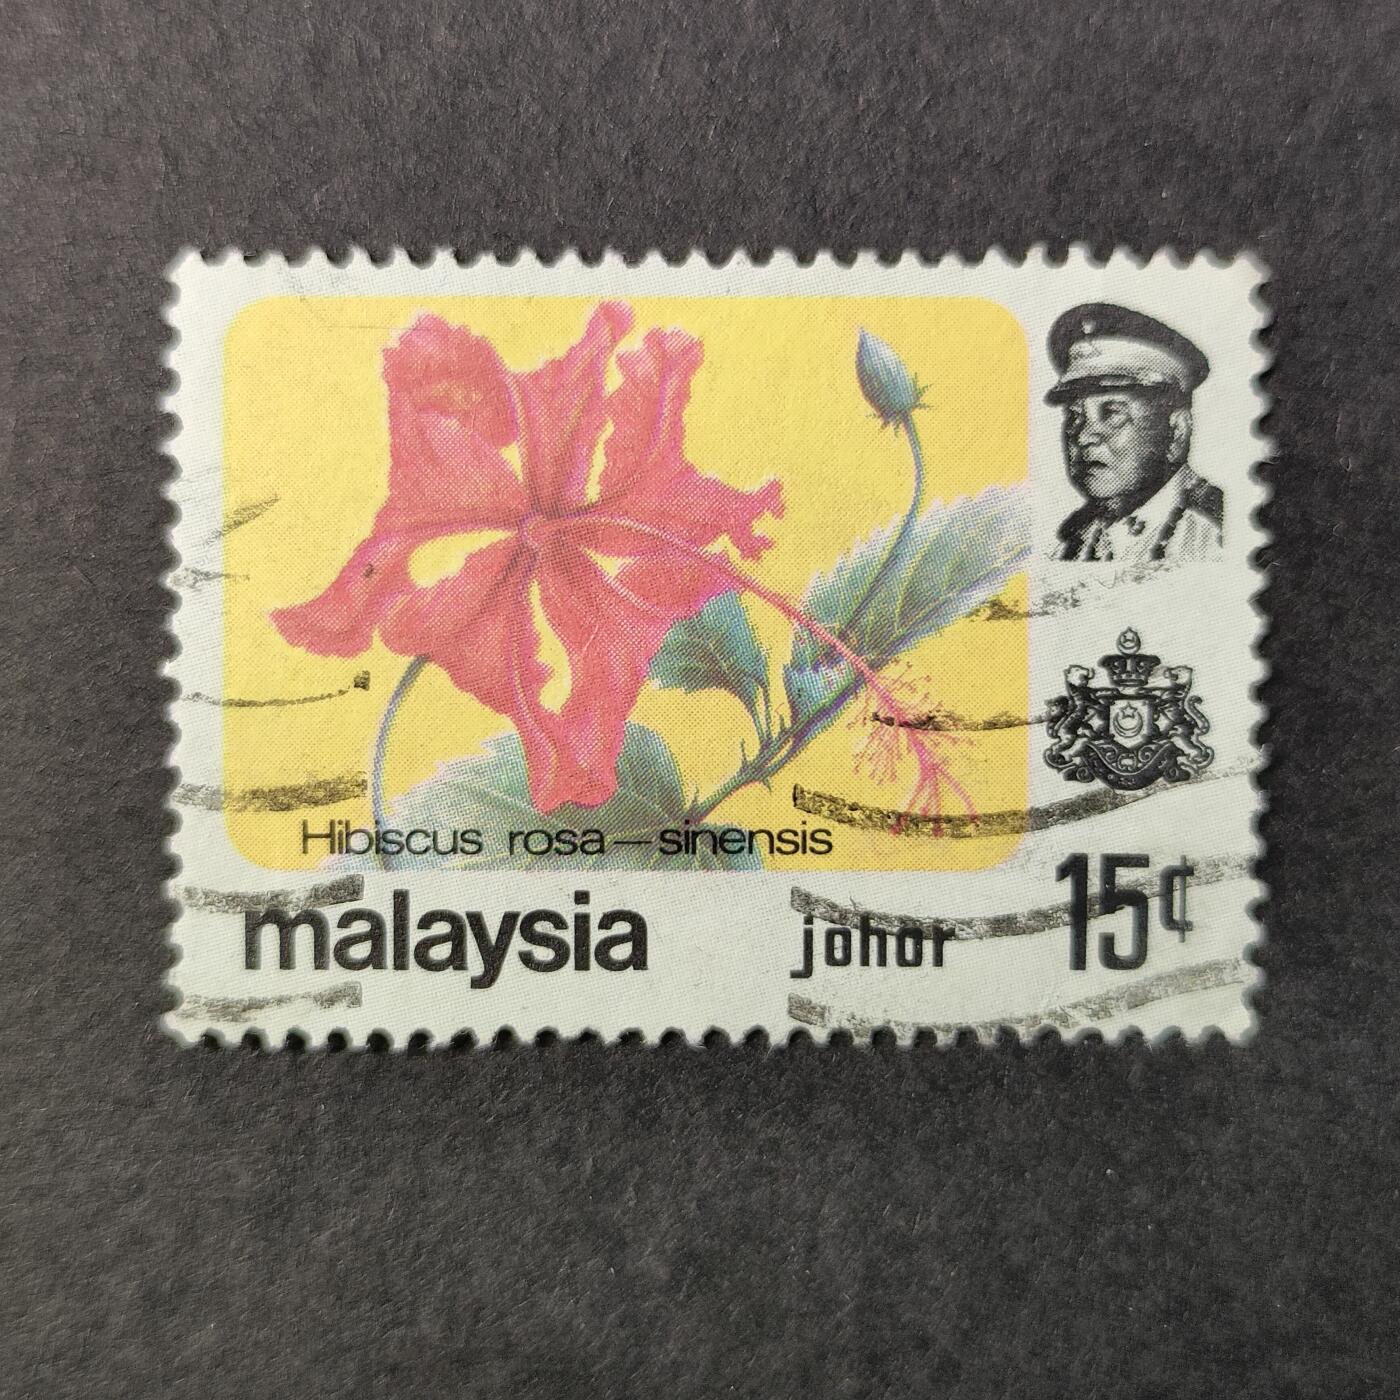 Hibiscus rosa—sinensis
malaysia
johor
15¢